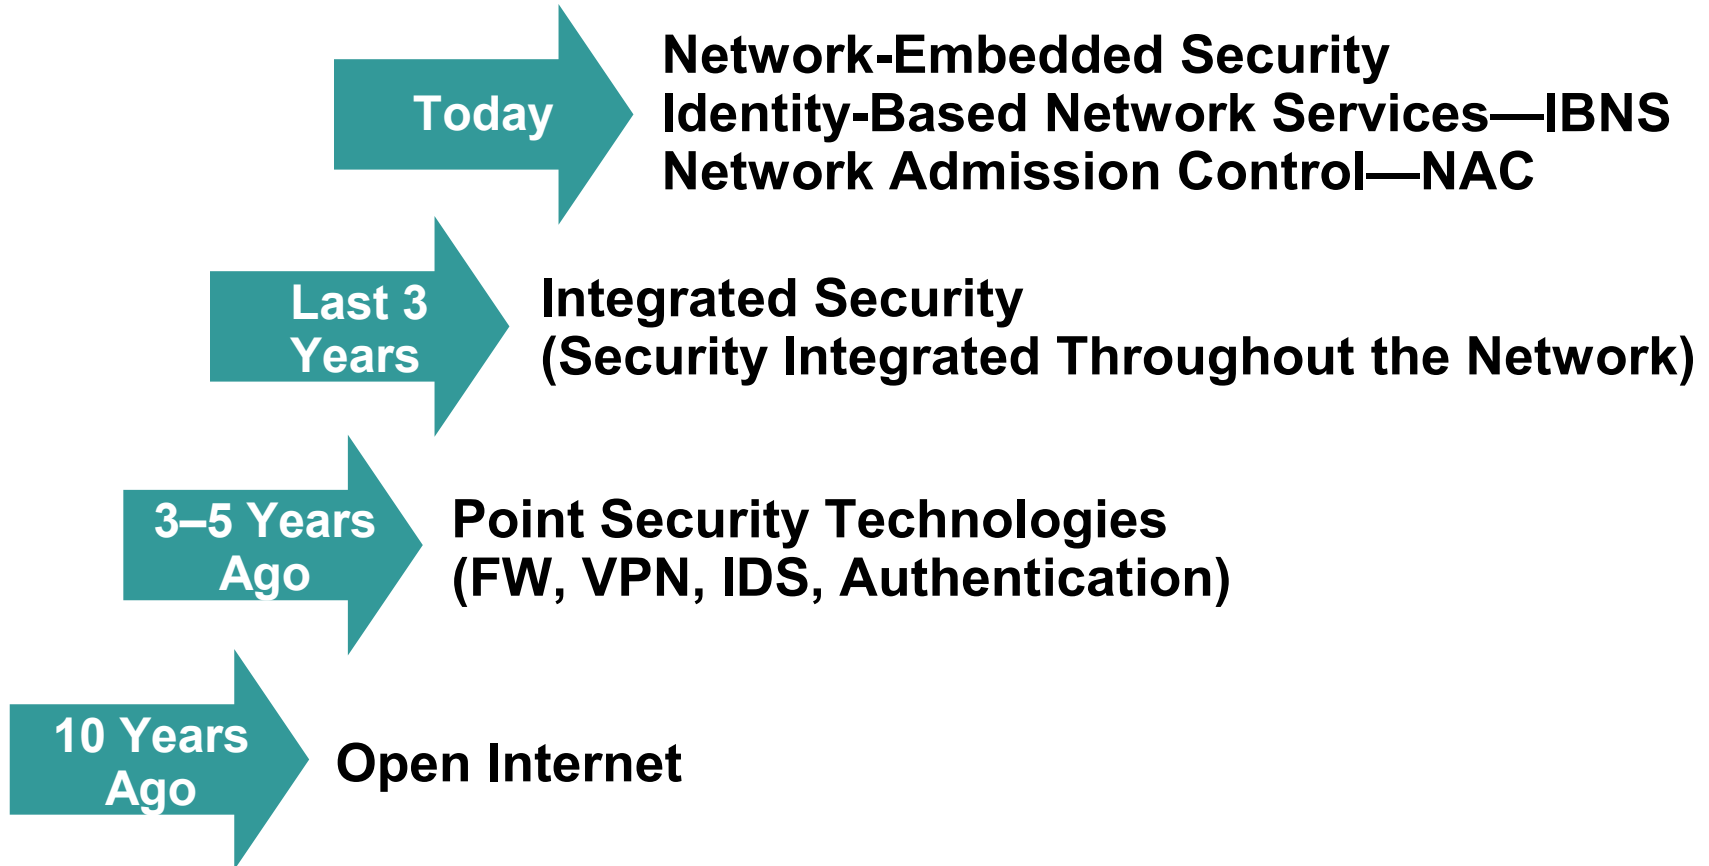 Today
Network-Embedded Security
Identity-Based Network Services—IBNS
Network Admission Control—NAC
Last 3
Years
Integrated Security
(Security Integrated Throughout the Network)
3–5 Years
Ago
Point Security Technologies
(FW, VPN, IDS, Authentication)
10 Years
Ago
Open Internet